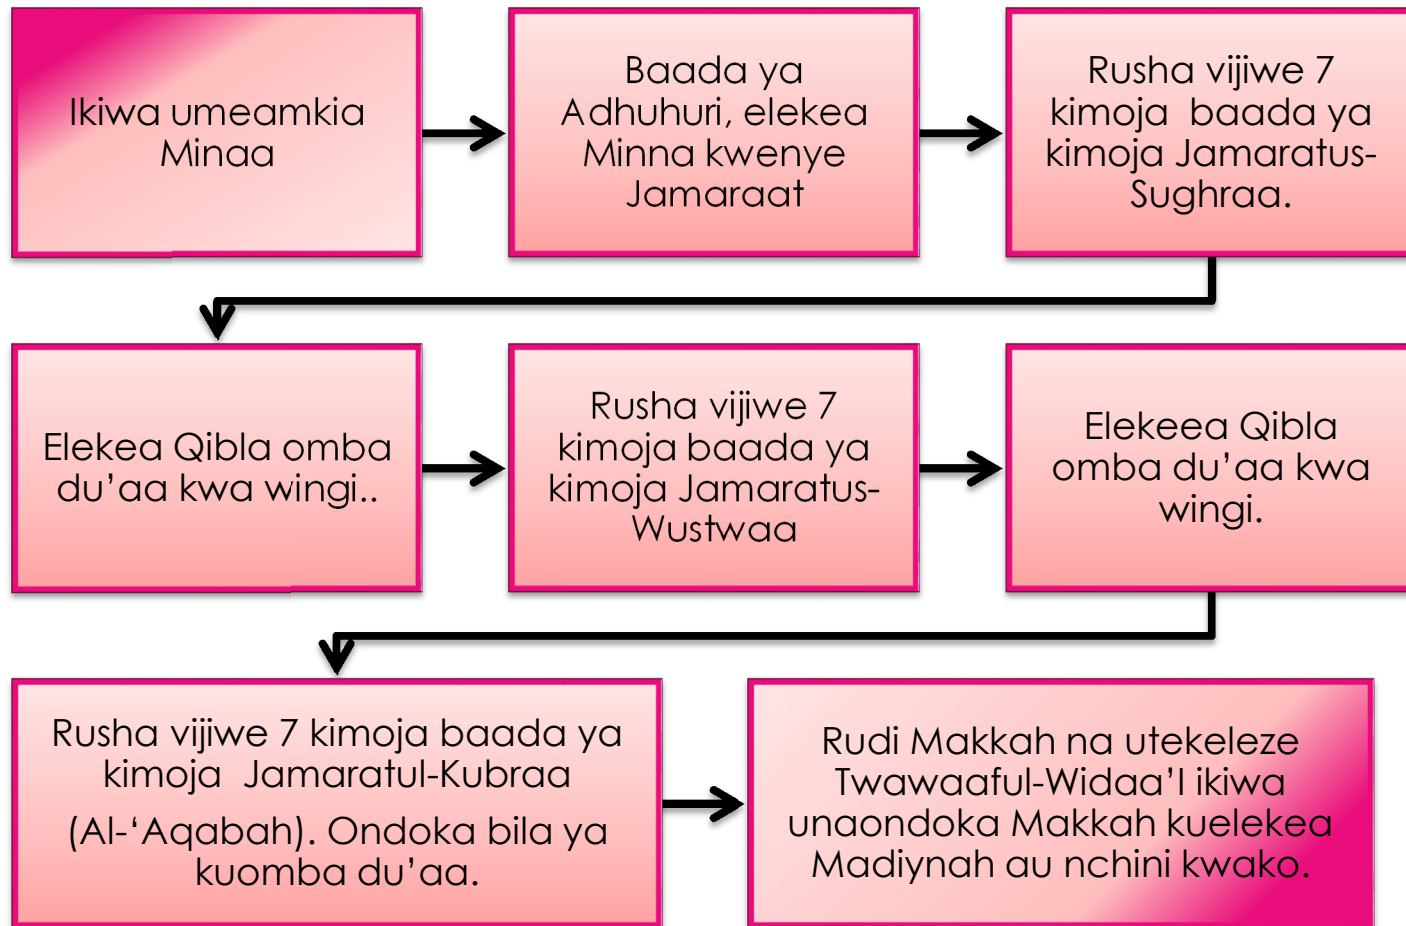 Ikiwa umeamkia
Minaa
Baada ya
Adhuhuri, elekea
Minna kwenye
Jamaraat
Rusha vijiwe 7
kimoja  baada ya
kimoja Jamaratus-
Sughraa.
Elekea Qibla omba
du’aa kwa wingi..
Rusha vijiwe 7
kimoja baada ya
kimoja Jamaratus-
Wustwaa
Elekeea Qibla
omba du’aa kwa
wingi.
Rusha vijiwe 7 kimoja baada ya
kimoja  Jamaratul-Kubraa
(Al-‘Aqabah). Ondoka bila ya
kuomba du’aa.
Rudi Makkah na utekeleze
Twawaaful-Widaa’I ikiwa
unaondoka Makkah kuelekea
Madiynah au nchini kwako.